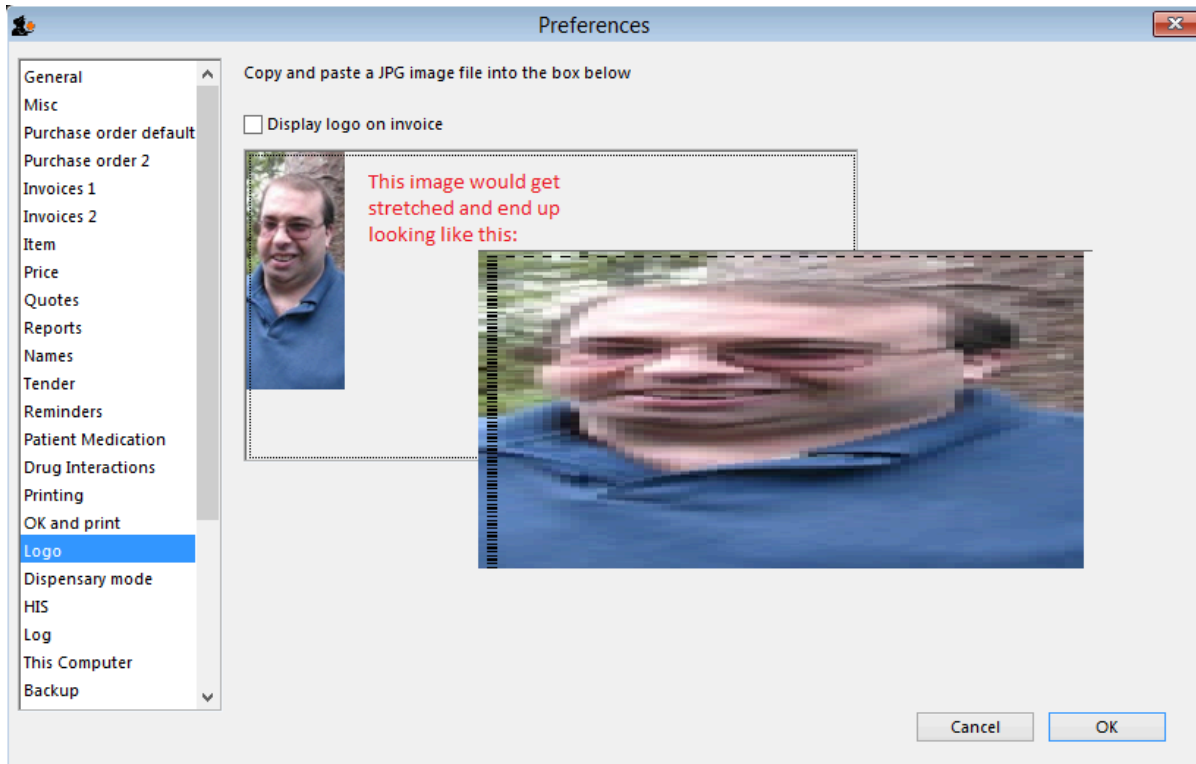 Preferences
General
Misc
Purchase order default
Purchase order 2
Invoices 1
Invoices 2
Item
Price
Quotes
Reports
Names
Tender
Reminders
Patient Medication
Drug Interactions
Printing
OK and print
Logo
Dispensary mode
HIS
Log
This Computer
Backup
Copy and paste a JPG image file into the box below
Display logo on invoice
This image would get
stretched and end up
looking like this:
Cancel
OK